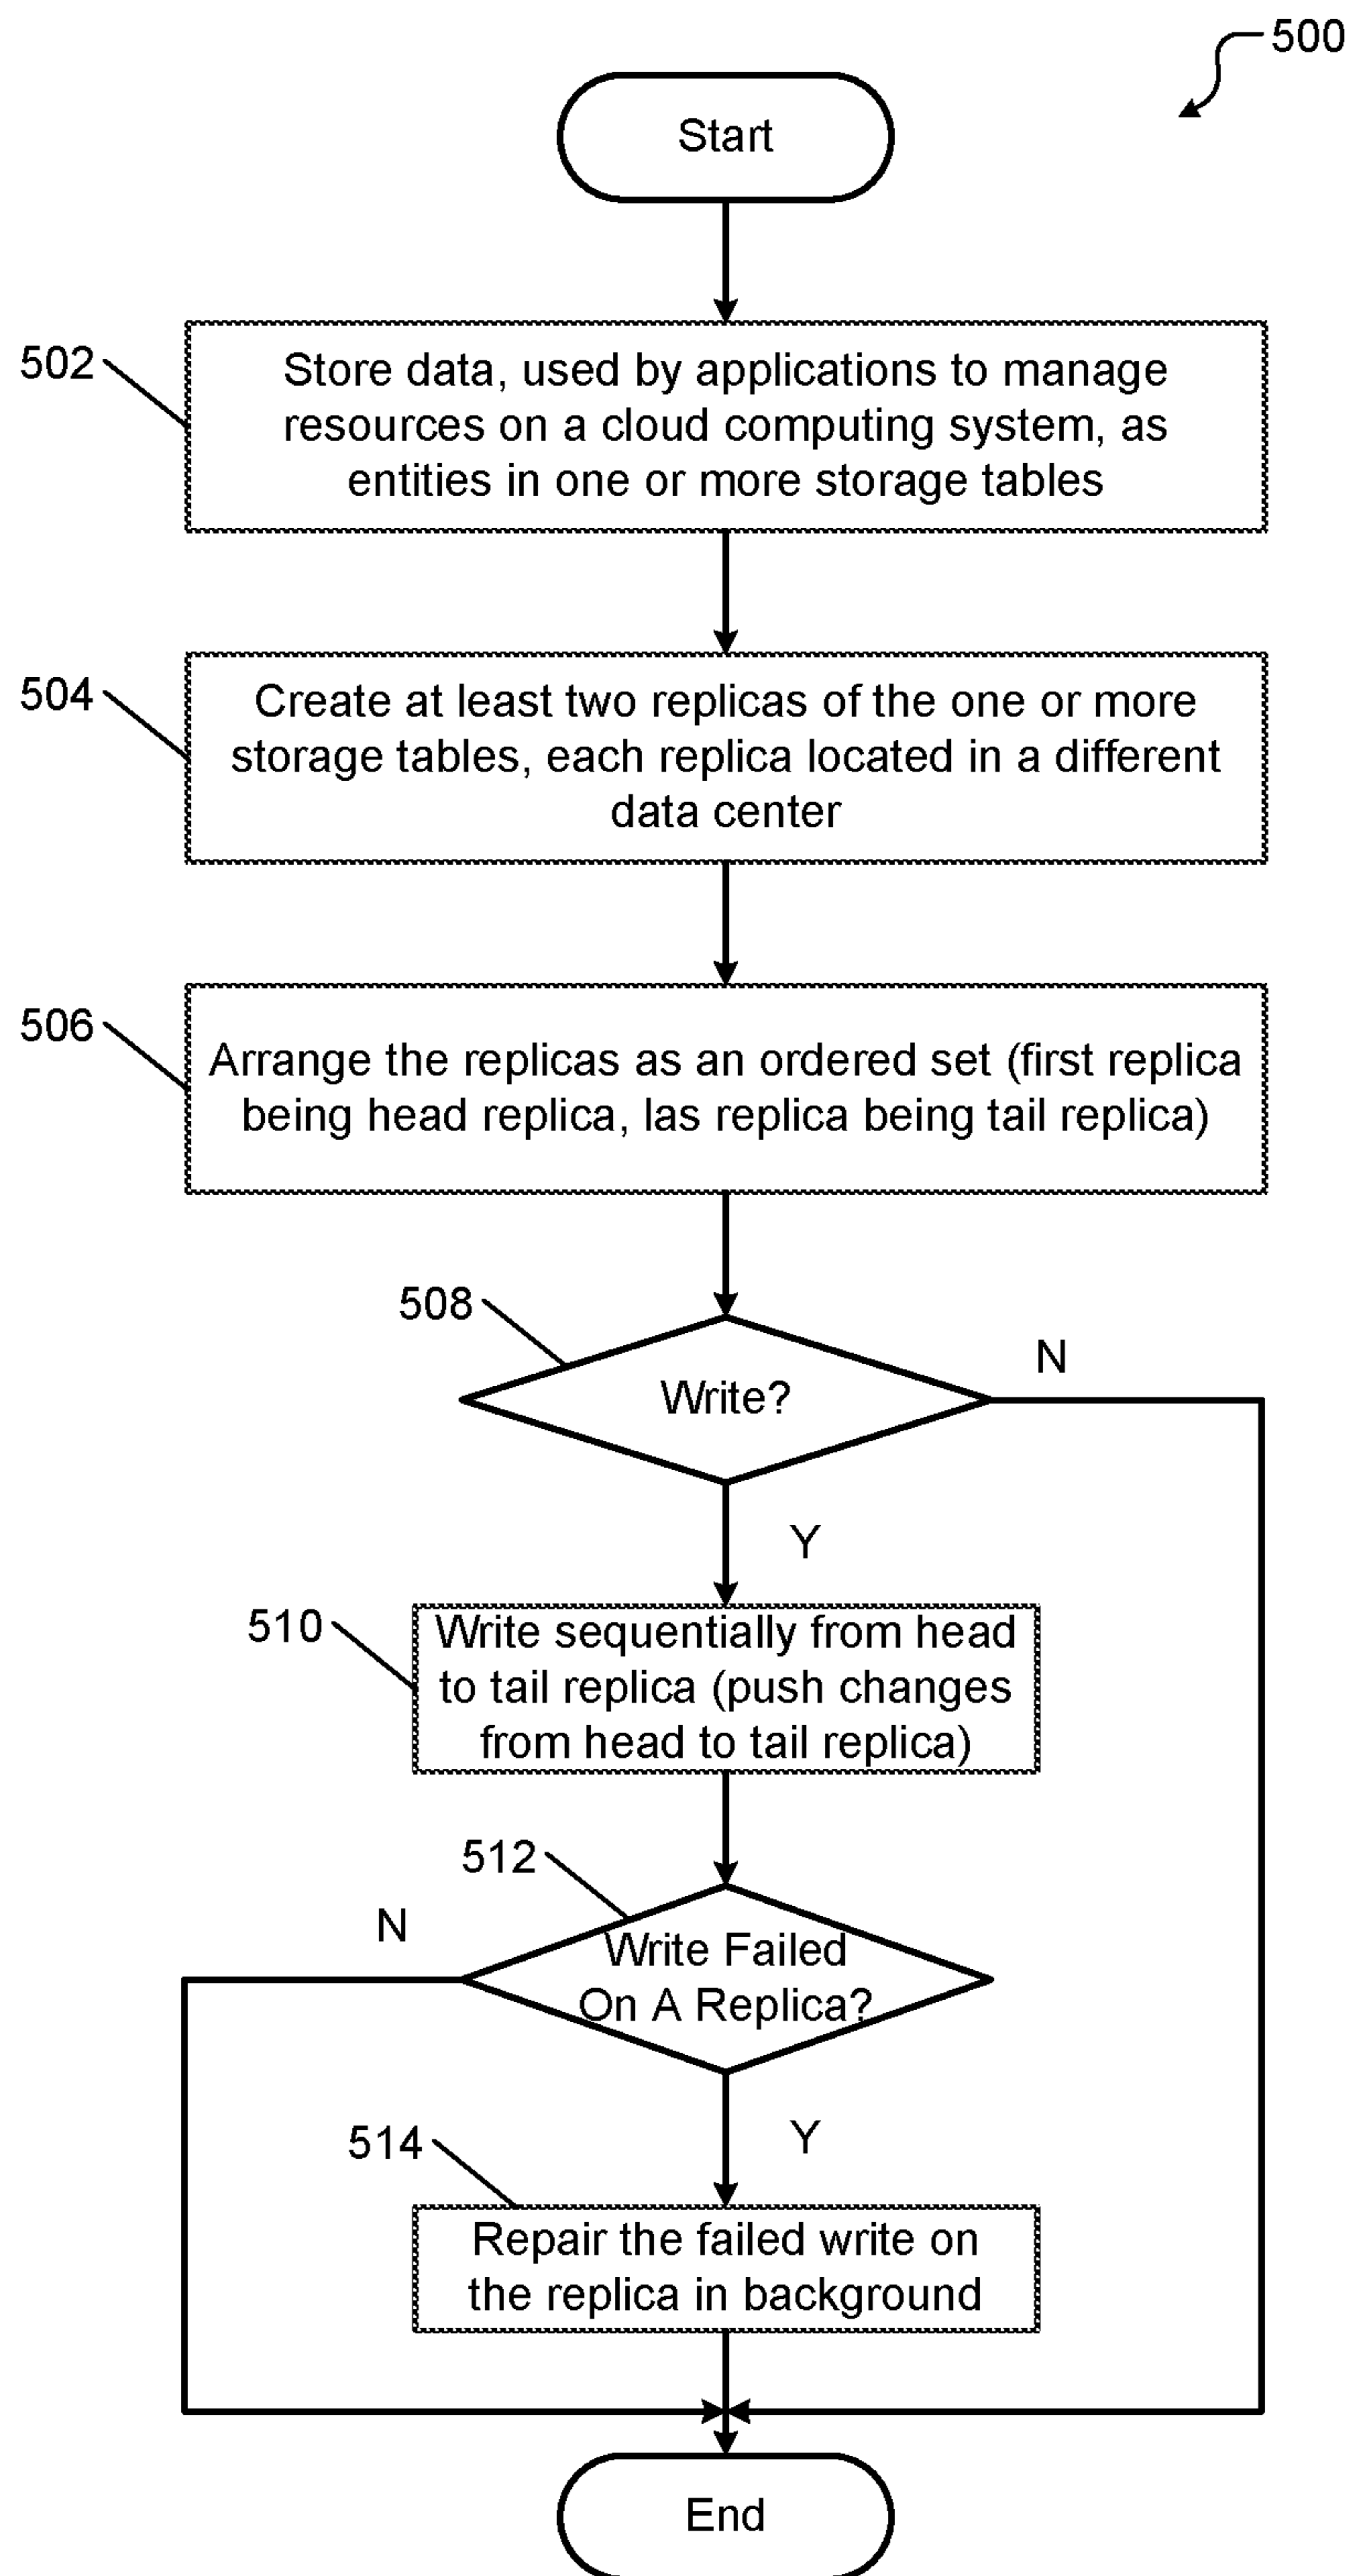 500
Start
502
Store data, used by applications to manage
resources on a cloud computing system, as
entities in one or more storage tables
504
Create at least two replicas of the one or more
storage tables, each replica located in a different
data center
506
Arrange the replicas as an ordered set (first replica
being head replica, las replica being tail replica)
508
Write?
N
Y
510
Write sequentially from head
to tail replica (push changes
from head to tail replica)
512
N
Write Failed
On A Replica?
Y
514
Repair the failed write on
the replica in background
End